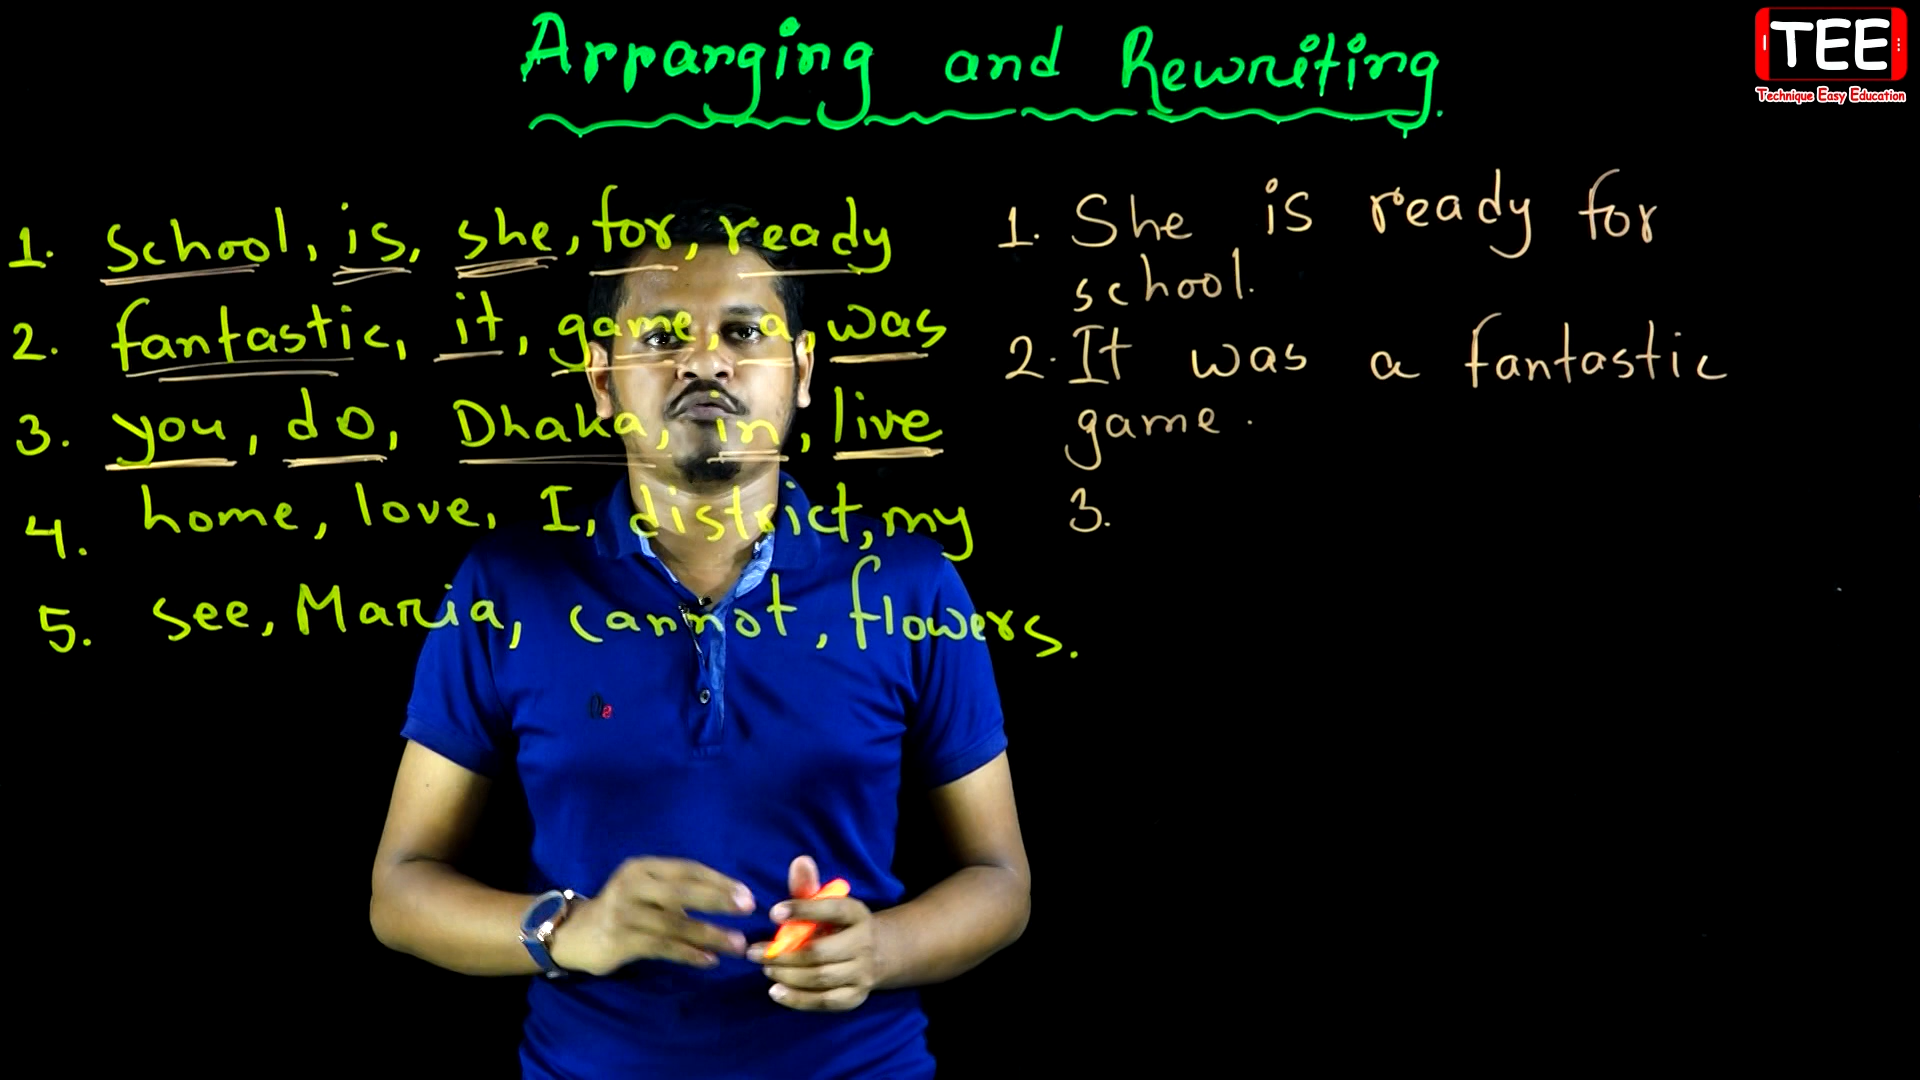 Arranging and Rewriting
TEE
Technique Easy Education
1. School, is, she, for, ready
2. fantastic, it, game, a, was
3. you, do, Dhaka, in, live
4. home, love, I, district, my
5. see, Maria, cannot, flowers.
1. She is ready for
school.
2. It was a fantastic
game.
3.